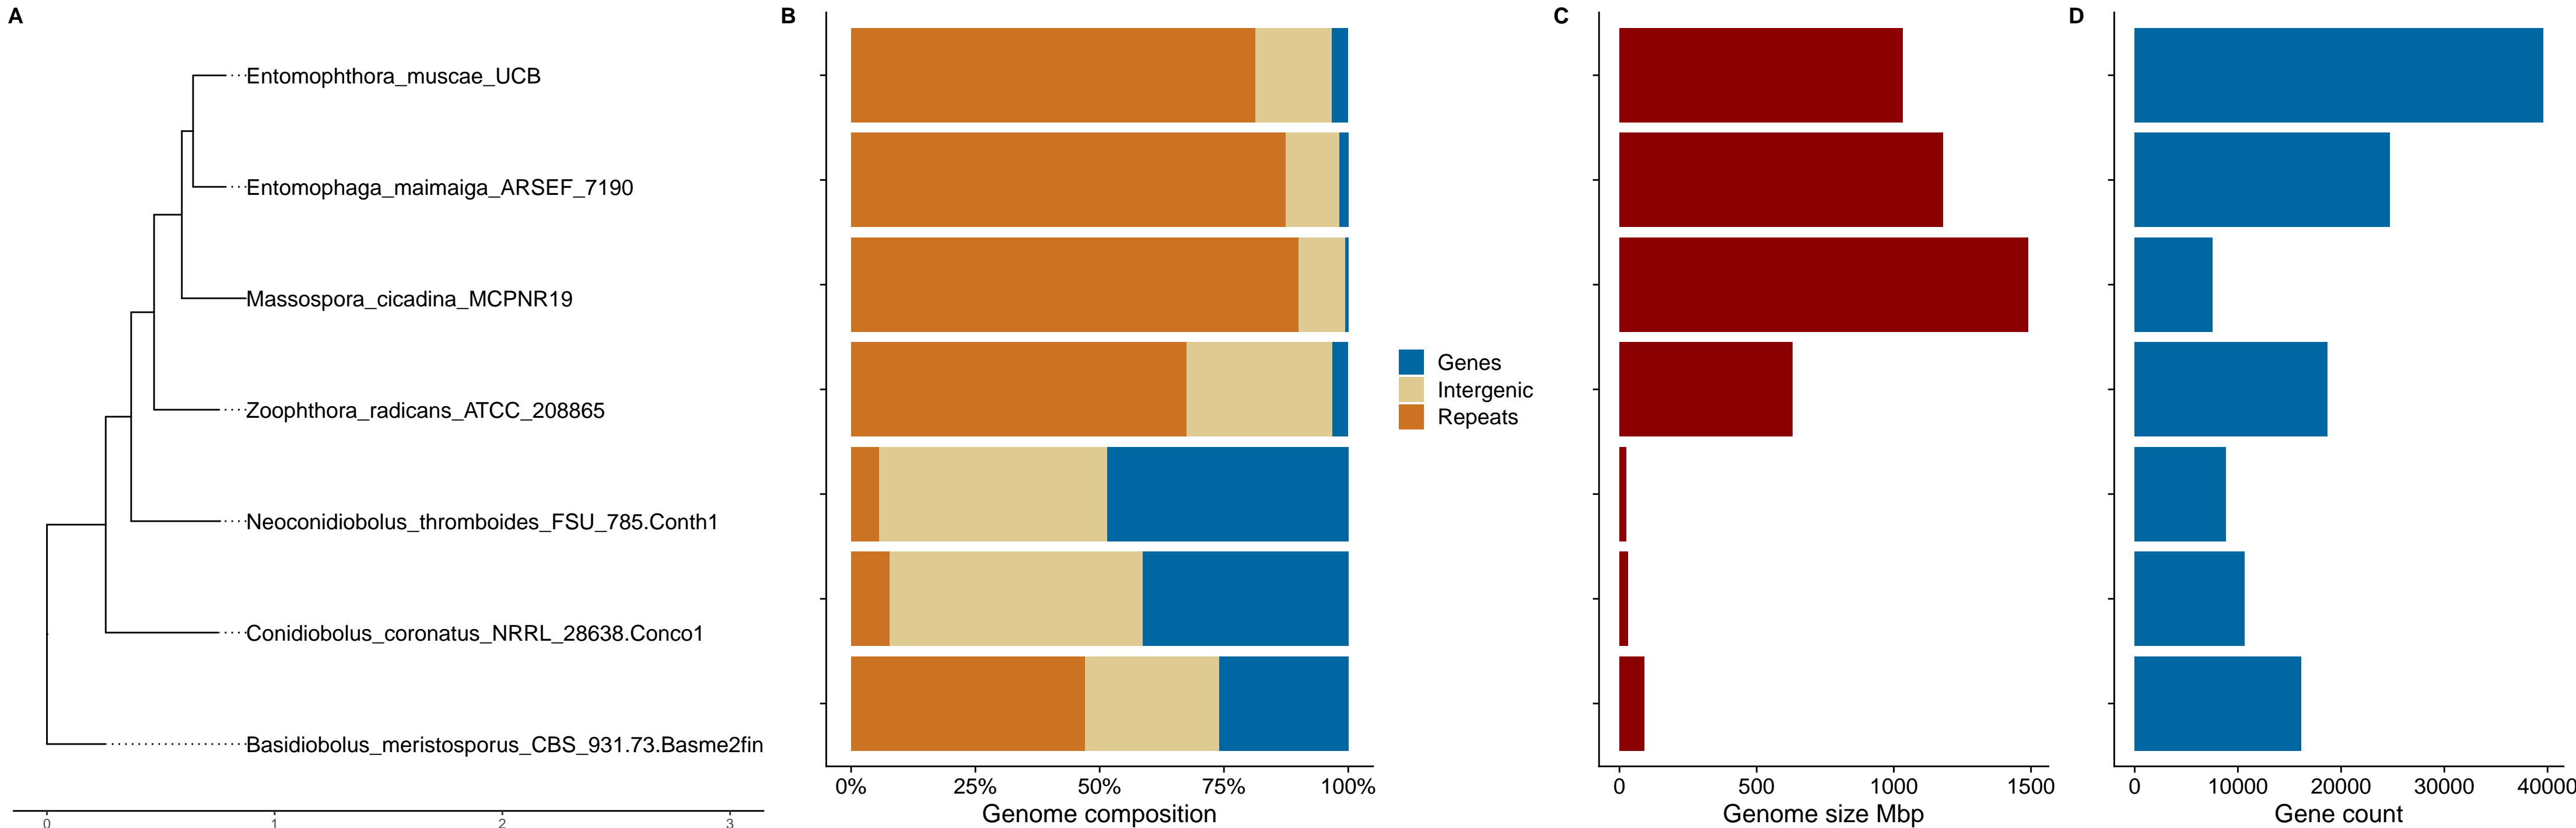 A
Entomophthora_muscae_UCB
Entomophaga_maimaiga_ARSEF_7190
Massospora_cicadina_MCPNR19
Zoophthora_radicans_ATCC_208865
Neoconidiobolus_thromboides_FSU_785.Conth1
Conidiobolus_coronatus_NRRL_28638.Conco1
Basidiobolus_meristosporus_CBS_931.73.Basme2fin
0 1 2 3
B
0% 25% 50% 75% 100%
Genome composition
Genes
Intergenic
Repeats
C
0 500 1000 1500
Genome size Mbp
D
0 10000 20000 30000 40000
Gene count